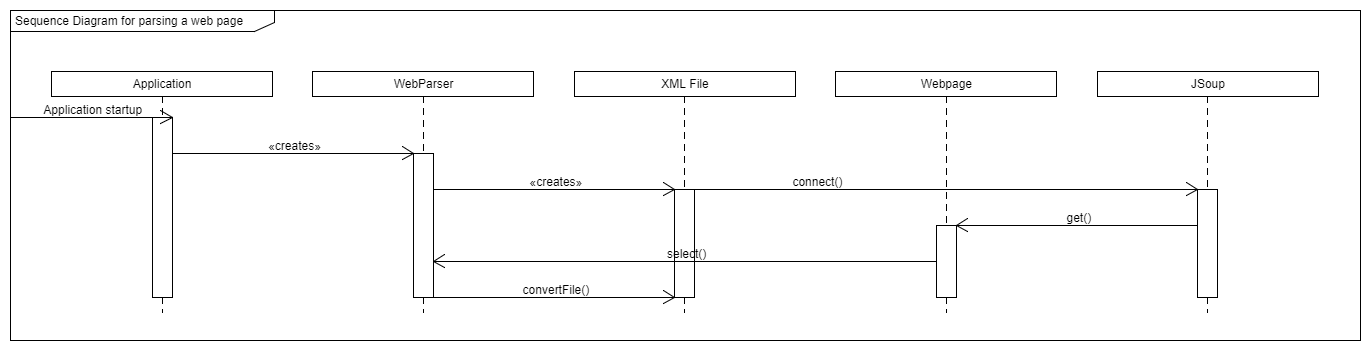 Sequence Diagram for parsing a web page
Application
WebParser
XML File
Webpage
JSoup
Application startup
«creates»
«creates»
connect()
get()
select()
convertFile()